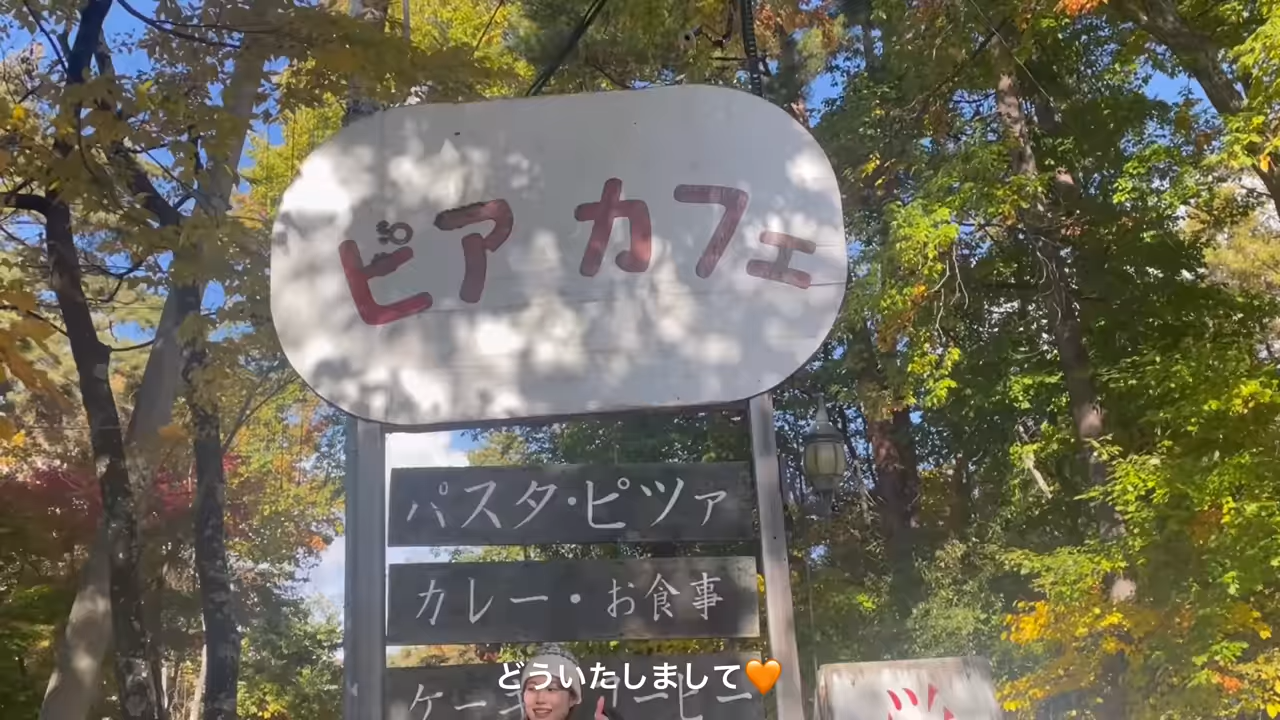 ピア カフェ
パスタ・ピツァ
カレー・お食事
どういたしまして🧡